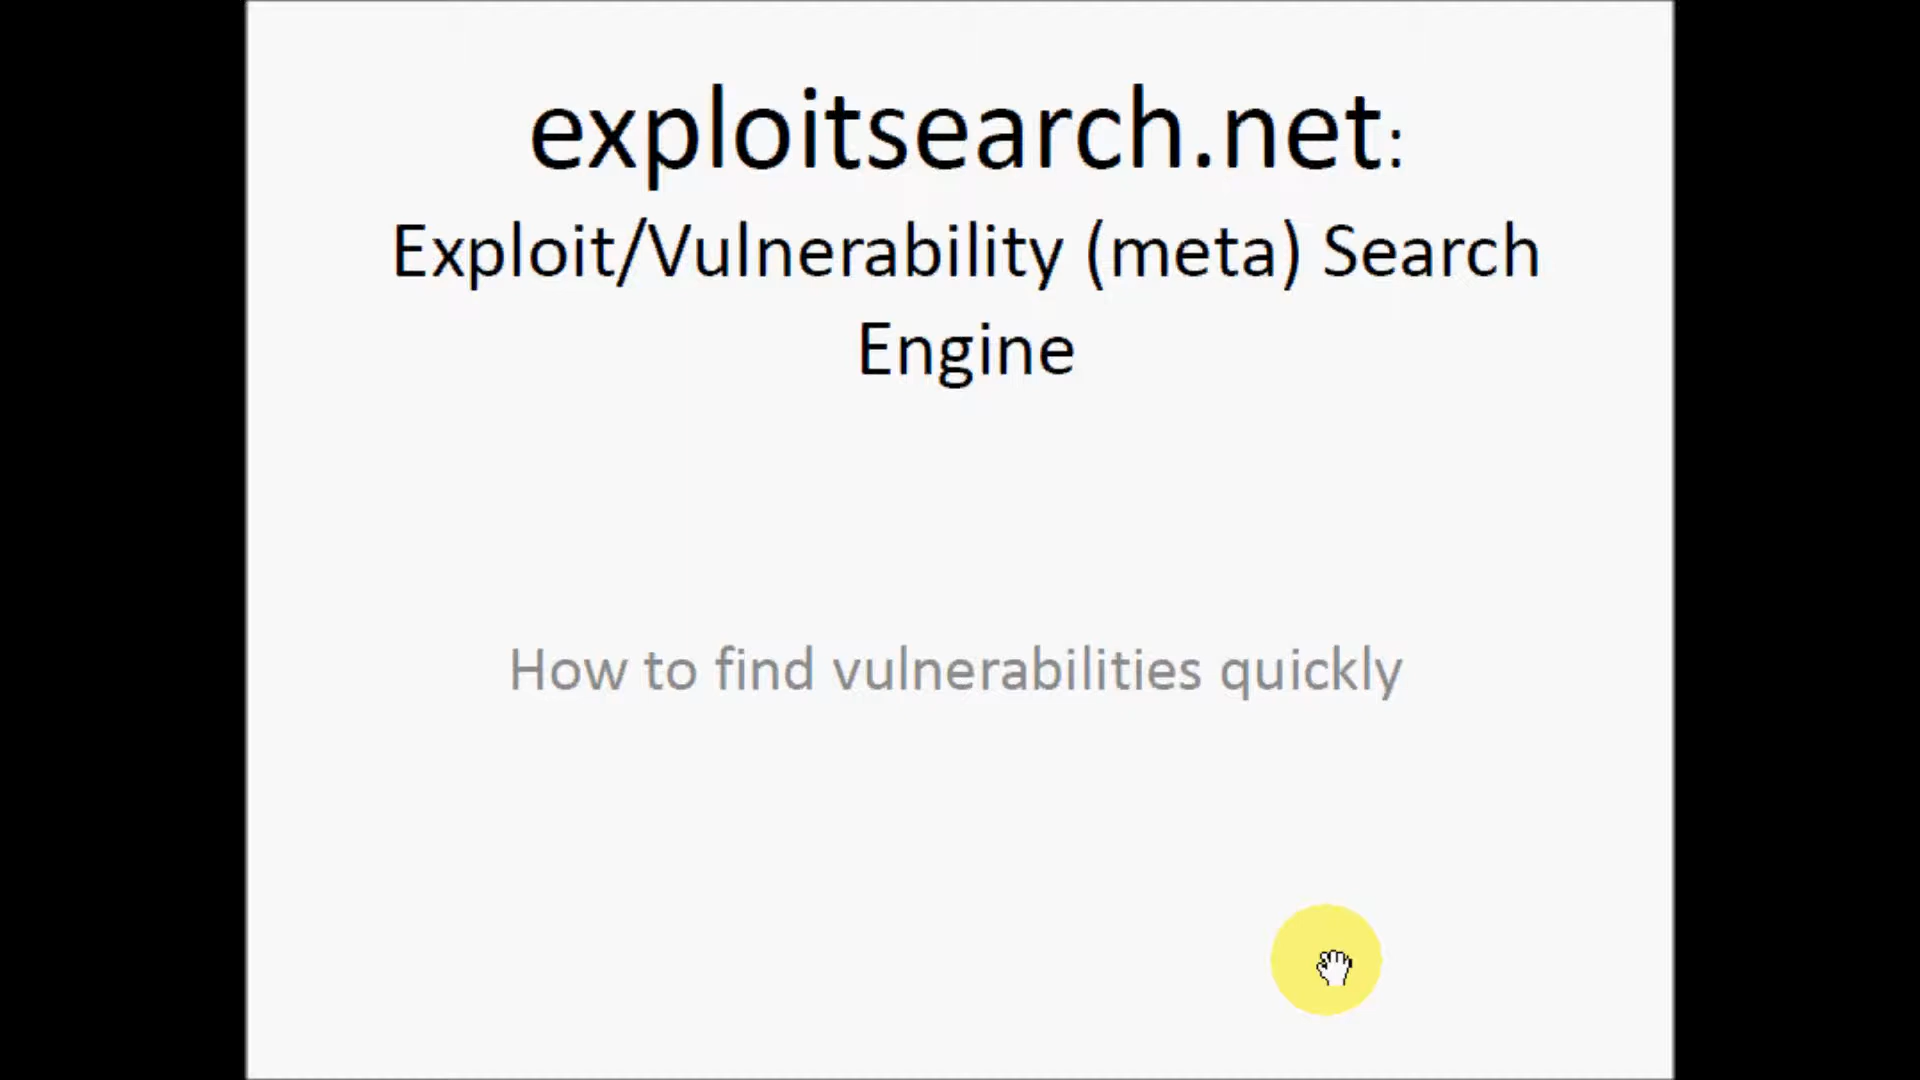 exploitsearch.net:
Exploit/Vulnerability (meta) Search
Engine
How to find vulnerabilities quickly